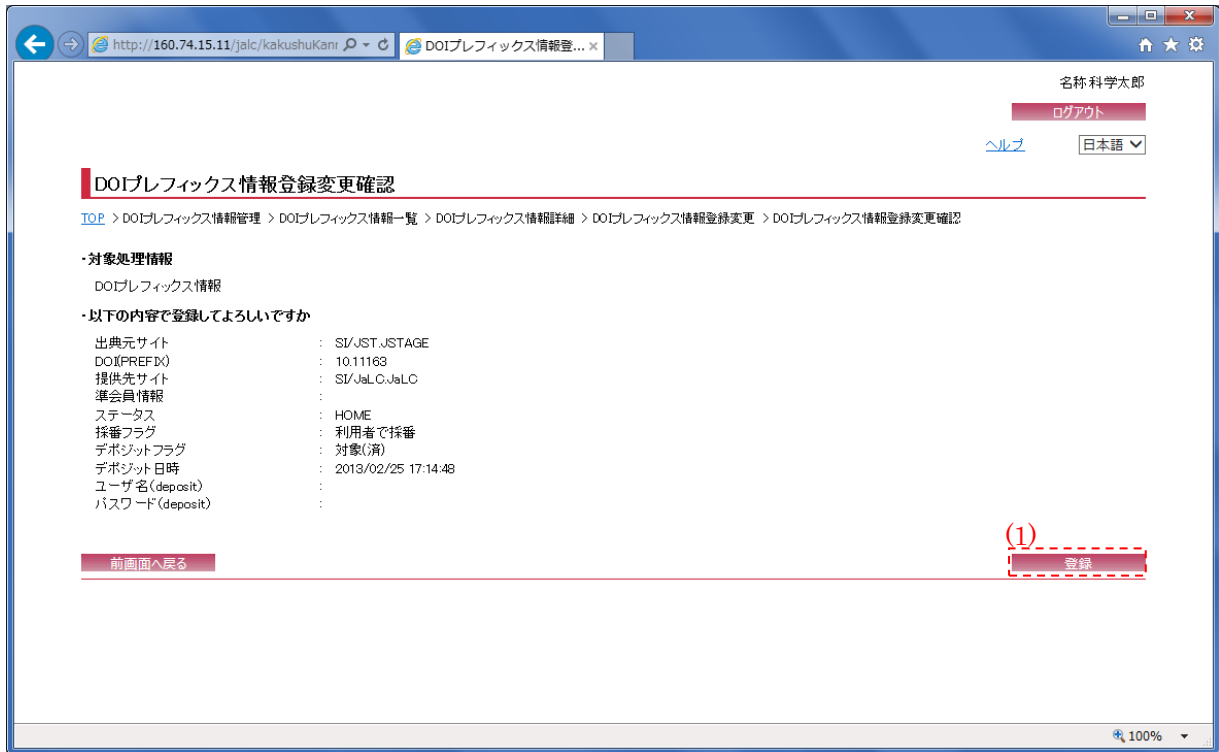 http://160.74.15.11/jalc/kakushuKanr
DOIプレフィックス情報登...
名称 科学太郎
ログアウト
ヘルプ 日本語
DOIプレフィックス情報登録変更確認
TOP > DOIプレフィックス情報管理 > DOIプレフィックス情報一覧 > DOIプレフィックス情報詳細 > DOIプレフィックス情報登録変更 > DOIプレフィックス情報登録変更確認
・対象処理情報
DOIプレフィックス情報
・以下の内容で登録してよろしいですか
出典元サイト : SI/JST.JSTAGE
DOI(PREFIX) : 10.11163
提供先サイト : SI/JaLC.JaLC
準会員情報 :
ステータス : HOME
採番フラグ : 利用者で採番
デポジットフラグ : 対象(済)
デポジット日時 : 2013/02/25 17:14:48
ユーザ名(deposit) :
パスワード(deposit) :
(1)
前画面へ戻る 登録
100%